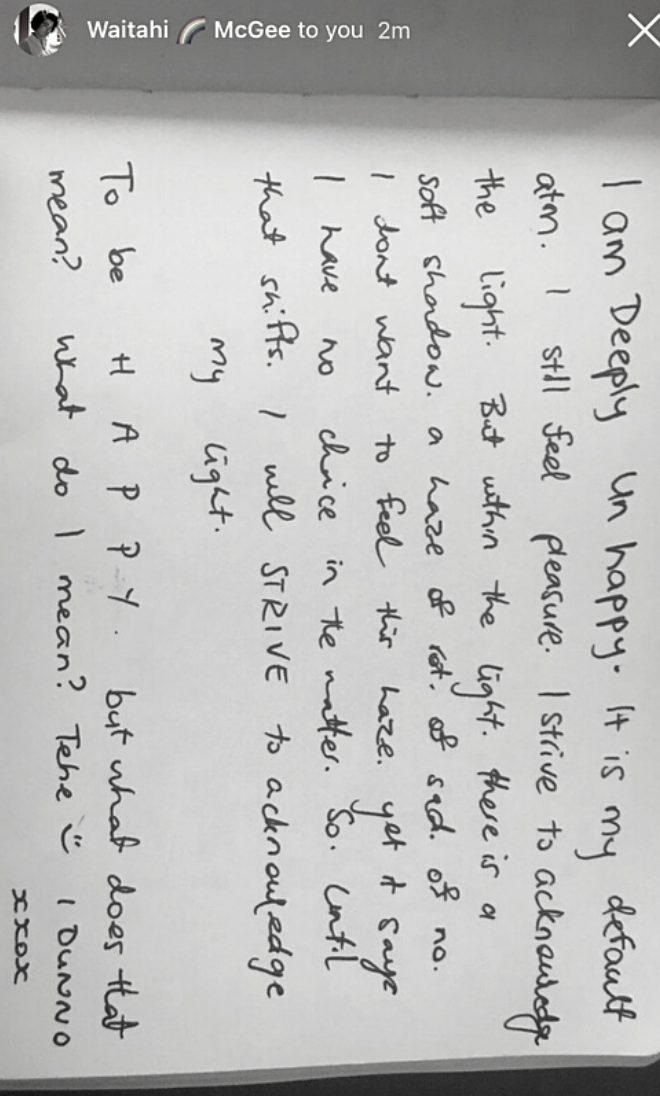 Waitahi 🌈 McGee to you 2m
I am Deeply Unhappy. It is my default
atm. I still feel pleasure. I strive to acknowledge
the light. But within the light. there is a
soft shadow. a haze of rot. of sad. of no.
I dont want to feel this haze. yet it stays
I have no choice in the matter. So. Until
that shifts. I will STRIVE to acknowledge
my light.
To be H A P P Y. but what does that
mean? what do I mean? Tehe I DUNNO
xxox